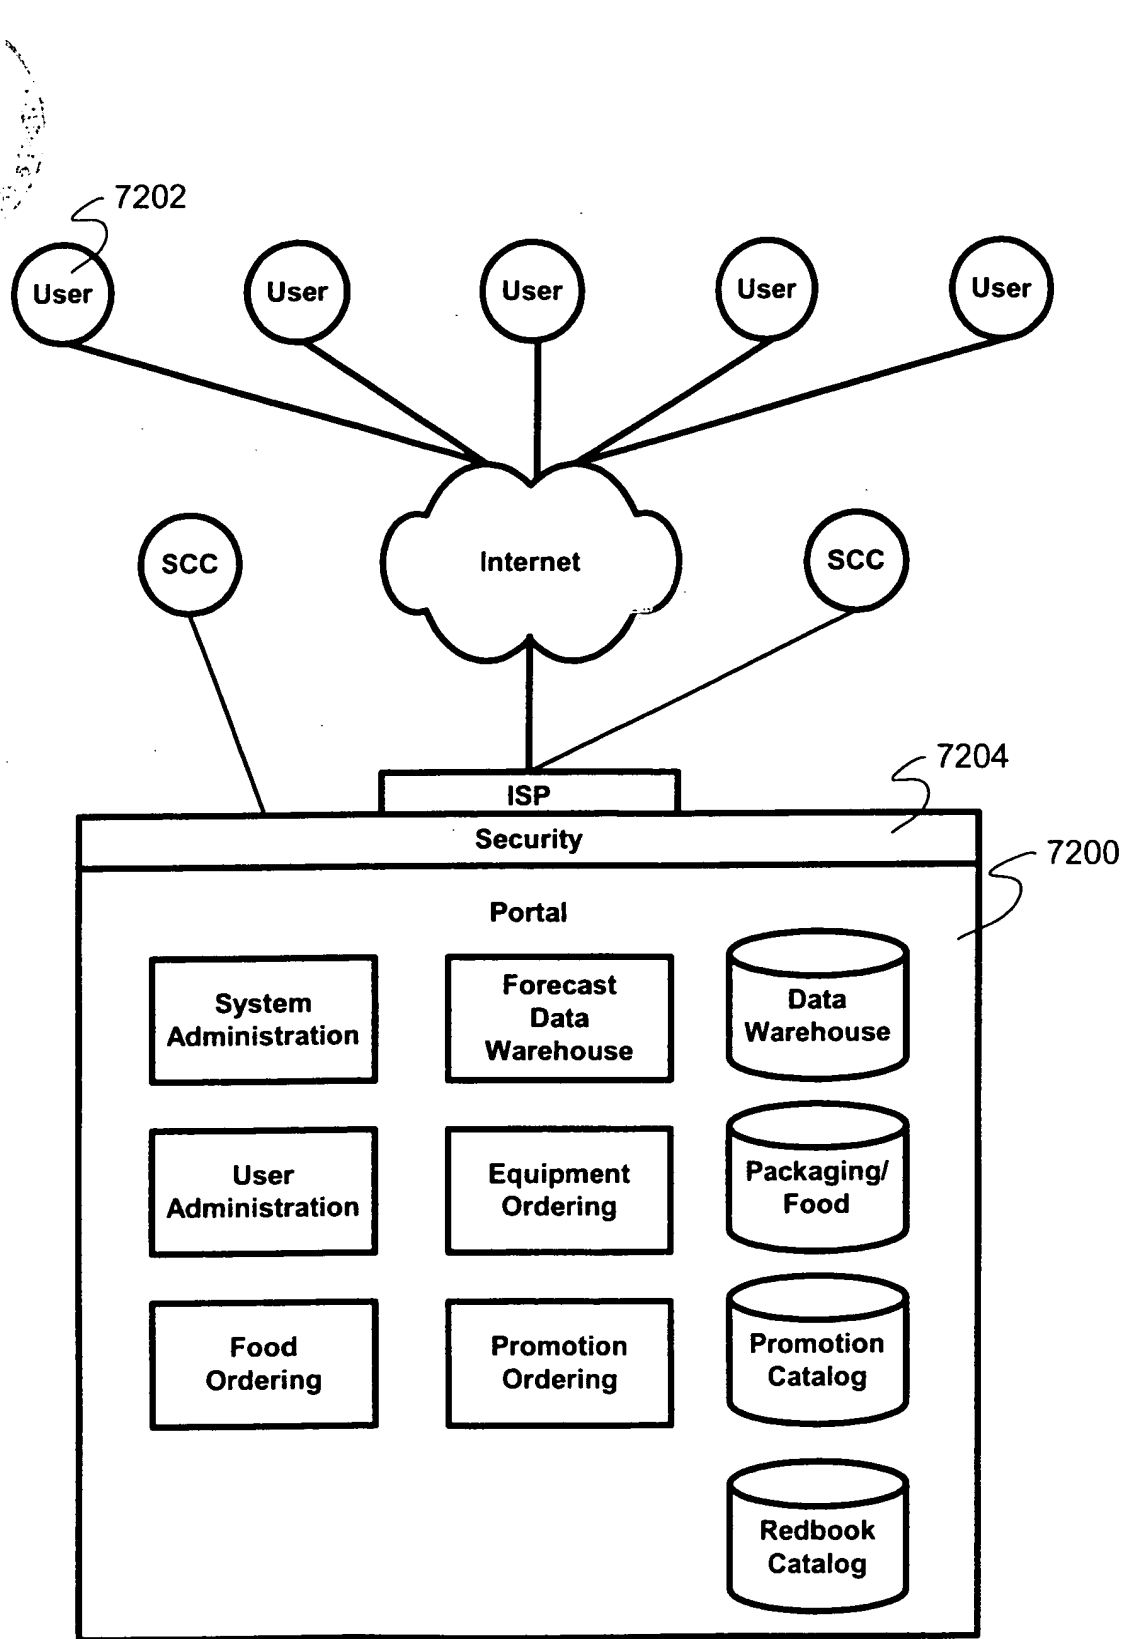 7202
User
User
User
User
User
SCC
Internet
SCC
7204
ISP
Security
7200
Portal
System
Administration
Forecast
Data
Warehouse
Data
Warehouse
User
Administration
Equipment
Ordering
Packaging/
Food
Food
Ordering
Promotion
Ordering
Promotion
Catalog
Redbook
Catalog